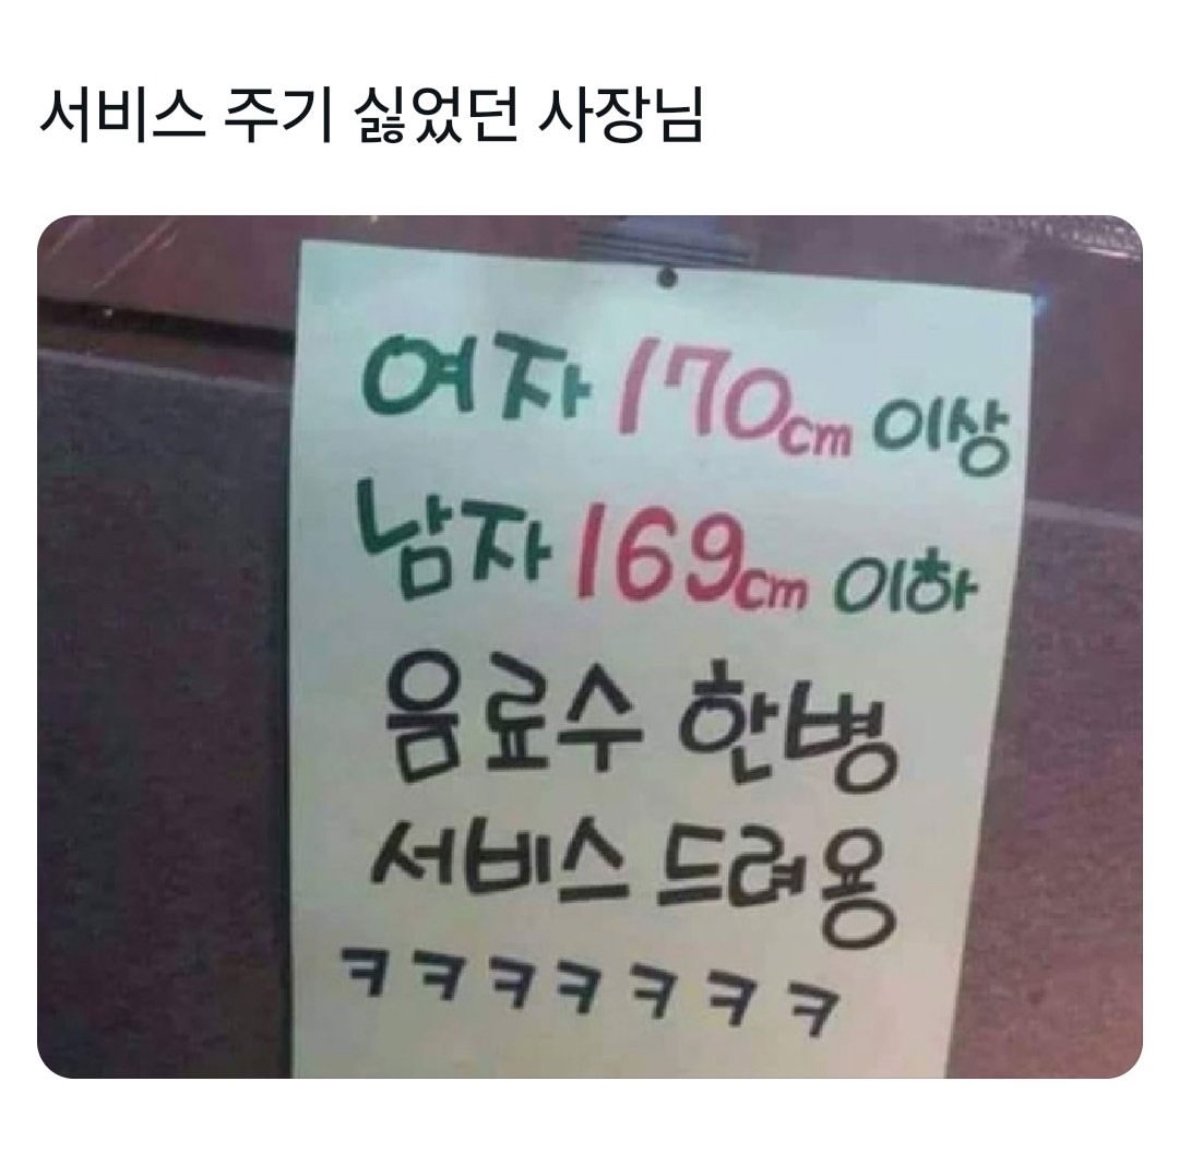 서비스 주기 싫었던 사장님
여자 170cm 이상
남자 169cm 이하
음료수 한병
서비스 드려용
ㅋㅋㅋㅋㅋㅋㅋ